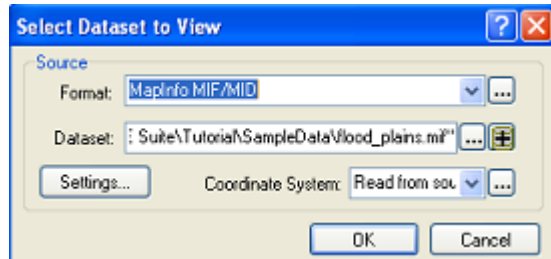 Select Dataset to View
Source
Format: MapInfo MIF/MID
Dataset: Suite\Tutorial\SampleData\flood_plains.mif"
Settings... Coordinate System: Read from sou
OK Cancel